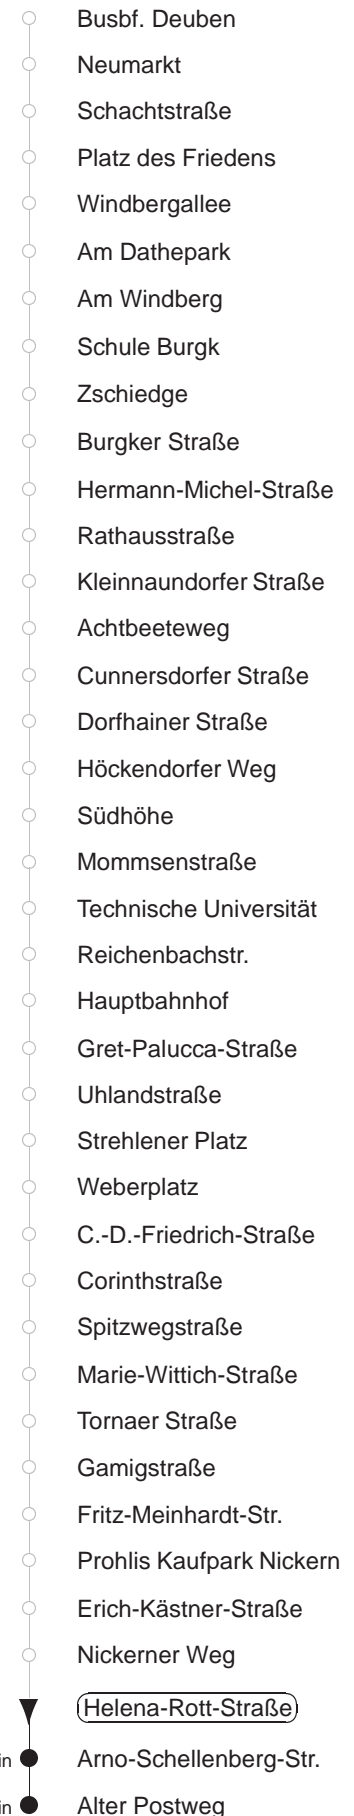 Busbf. Deuben
Neumarkt
Schachtstraße
Platz des Friedens
Windbergallee
Am Dathepark
Am Windberg
Schule Burgk
Zschiedge
Burgker Straße
Hermann-Michel-Straße
Rathausstraße
Kleinnaundorfer Straße
Achtbeeteweg
Cunnersdorfer Straße
Dorfhainer Straße
Höckendorfer Weg
Südhöhe
Mommsenstraße
Technische Universität
Reichenbachstr.
Hauptbahnhof
Gret-Palucca-Straße
Uhlandstraße
Strehlener Platz
Weberplatz
C.-D.-Friedrich-Straße
Corinthstraße
Spitzwegstraße
Marie-Wittich-Straße
Tornaer Straße
Gamigstraße
Fritz-Meinhardt-Str.
Prohlis Kaufpark Nickern
Erich-Kästner-Straße
Nickerner Weg
Helena-Rott-Straße
Arno-Schellenberg-Str.
Alter Postweg